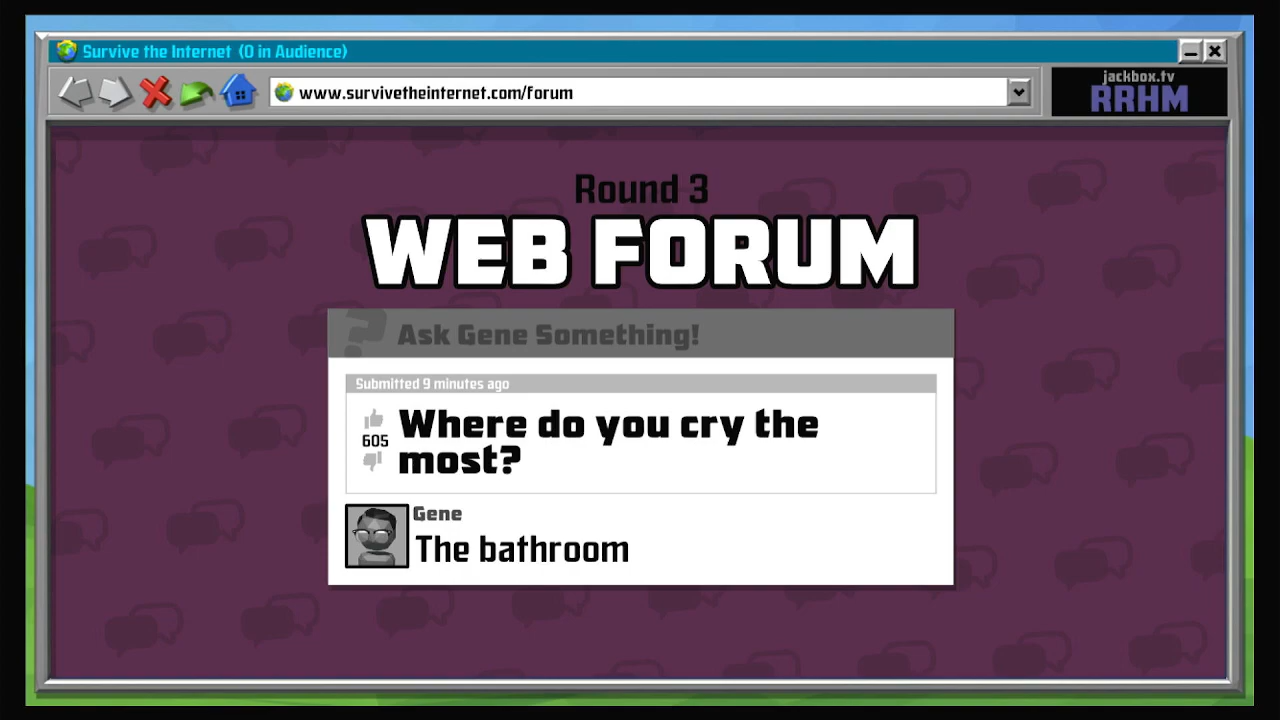 Survive the Internet (0 in Audience)
www.survivetheinternet.com/forum
jackbox.tv
RRHM
Round 3
WEB FORUM
? Ask Gene Something!
Submitted 9 minutes ago
605
Where do you cry the
most?
Gene
The bathroom